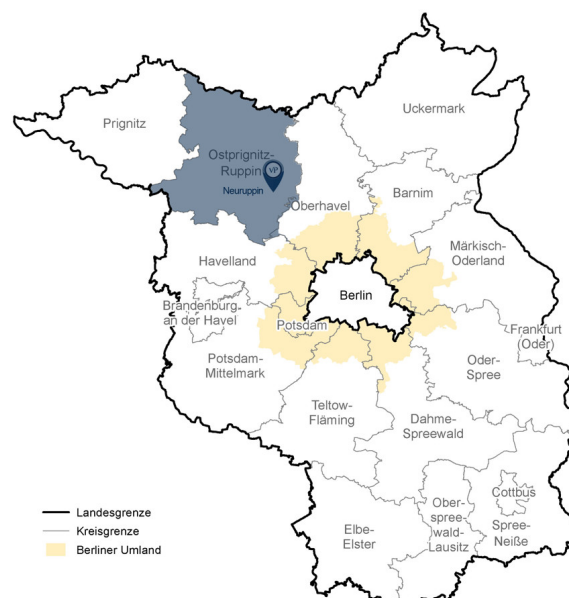 Uckermark
Prignitz
Ostprignitz-
Ruppin
VP
Neuruppin
Barnim
Oberhavel
Märkisch-
Oderland
Havelland
Berlin
Brandenburg
an der Havel
Potsdam
Frankfurt
(Oder)
Potsdam-
Mittelmark
Oder-
Spree
Teltow-
Fläming
Dahme-
Spreewald
Cottbus
Ober-
spree-
wald-
Lausitz
Spree-
Neiße
Elbe-
Elster
Landesgrenze
Kreisgrenze
Berliner Umland